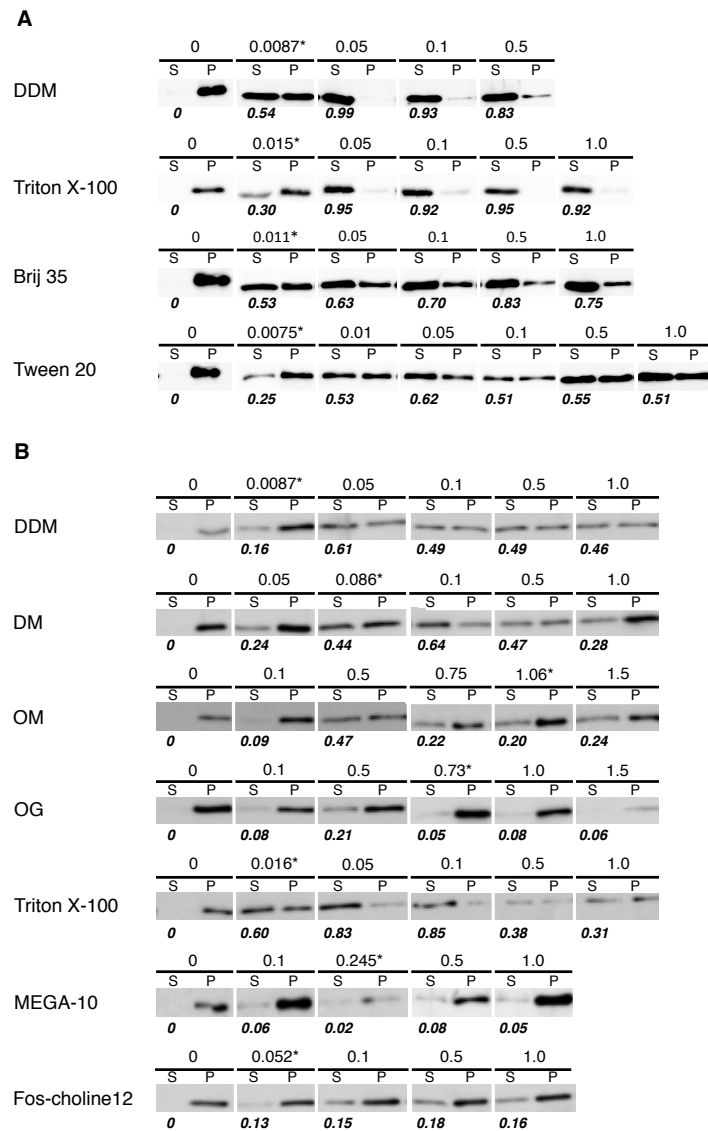 A
0 0.0087* 0.05 0.1 0.5
S P S P S P S P S P
DDM
0 0.54 0.99 0.93 0.83
0 0.015* 0.05 0.1 0.5 1.0
S P S P S P S P S P S P
Triton X-100
0 0.30 0.95 0.92 0.95 0.92
0 0.011* 0.05 0.1 0.5 1.0
S P S P S P S P S P S P
Brij 35
0 0.53 0.63 0.70 0.83 0.75
0 0.0075* 0.01 0.05 0.1 0.5 1.0
S P S P S P S P S P S P S P
Tween 20
0 0.25 0.53 0.62 0.51 0.55 0.51
B
0 0.0087* 0.05 0.1 0.5 1.0
S P S P S P S P S P S P
DDM
0 0.16 0.61 0.49 0.49 0.46
0 0.05 0.086* 0.1 0.5 1.0
S P S P S P S P S P S P
DM
0 0.24 0.44 0.64 0.47 0.28
0 0.1 0.5 0.75 1.06* 1.5
S P S P S P S P S P S P
OM
0 0.09 0.47 0.22 0.20 0.24
0 0.1 0.5 0.73* 1.0 1.5
S P S P S P S P S P S P
OG
0 0.08 0.21 0.05 0.08 0.06
0 0.016* 0.05 0.1 0.5 1.0
S P S P S P S P S P S P
Triton X-100
0 0.60 0.83 0.85 0.38 0.31
0 0.1 0.245* 0.5 1.0
S P S P S P S P S P
MEGA-10
0 0.06 0.02 0.08 0.05
0 0.052* 0.1 0.5 1.0
S P S P S P S P S P
Fos-choline12
0 0.13 0.15 0.18 0.16